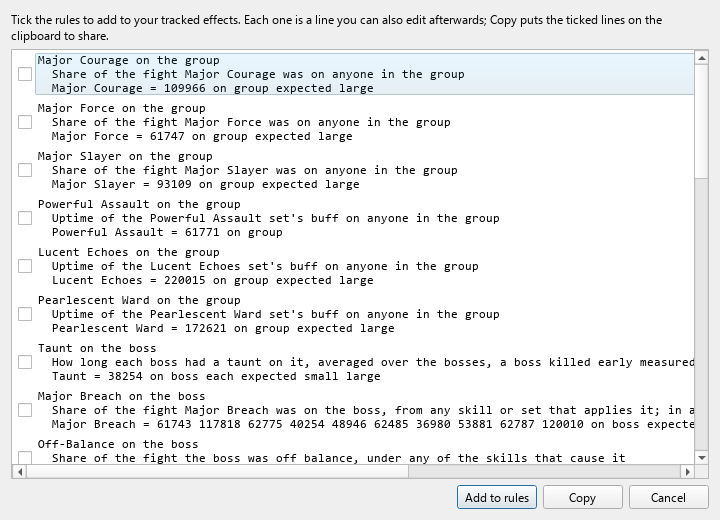 Tick the rules to add to your tracked effects. Each one is a line you can also edit afterwards; Copy puts the ticked lines on the
clipboard to share.
Major Courage on the group
Share of the fight Major Courage was on anyone in the group
Major Courage = 109966 on group expected large
Major Force on the group
Share of the fight Major Force was on anyone in the group
Major Force = 61747 on group expected large
Major Slayer on the group
Share of the fight Major Slayer was on anyone in the group
Major Slayer = 93109 on group expected large
Powerful Assault on the group
Uptime of the Powerful Assault set's buff on anyone in the group
Powerful Assault = 61771 on group
Lucent Echoes on the group
Uptime of the Lucent Echoes set's buff on anyone in the group
Lucent Echoes = 220015 on group expected large
Pearlescent Ward on the group
Uptime of the Pearlescent Ward set's buff on anyone in the group
Pearlescent Ward = 172621 on group expected large
Taunt on the boss
How long each boss had a taunt on it, averaged over the bosses, a boss killed early measured
Taunt = 38254 on boss each expected small large
Major Breach on the boss
Share of the fight Major Breach was on the boss, from any skill or set that applies it; in a
Major Breach = 61743 117818 62775 40254 48946 62485 36980 53881 62787 120010 on boss expecte
Off-Balance on the boss
Share of the fight the boss was off balance, under any of the skills that cause it
Add to rules
Copy
Cancel